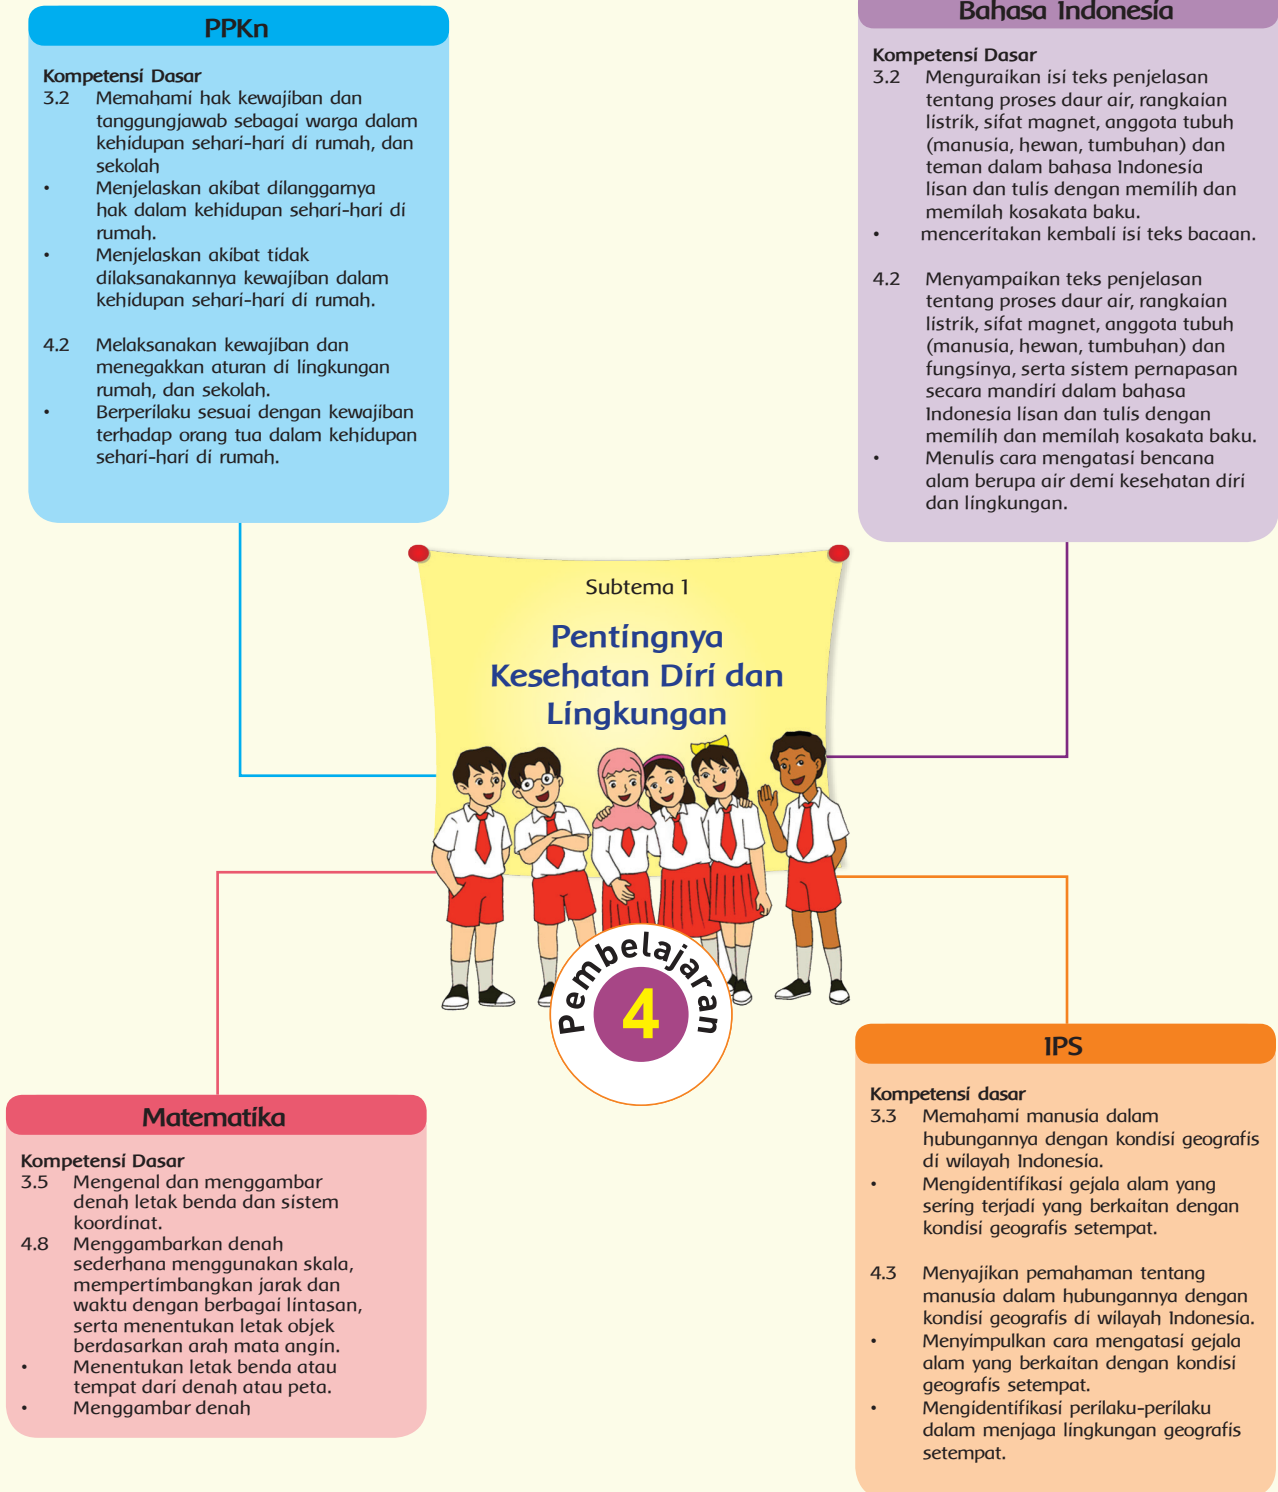 PPKn
Kompetensi Dasar
3.2 Memahami hak kewajiban dan
tanggungjawab sebagai warga dalam
kehidupan sehari-hari di rumah, dan
sekolah
• Menjelaskan akibat dilanggarnya
hak dalam kehidupan sehari-hari di
rumah.
• Menjelaskan akibat tidak
dilaksanakannya kewajiban dalam
kehidupan sehari-hari di rumah.
4.2 Melaksanakan kewajiban dan
menegakkan aturan di lingkungan
rumah, dan sekolah.
• Berperilaku sesuai dengan kewajiban
terhadap orang tua dalam kehidupan
sehari-hari di rumah.
Bahasa Indonesia
Kompetensi Dasar
3.2 Menguraikan isi teks penjelasan
tentang proses daur air, rangkaian
listrik, sifat magnet, anggota tubuh
(manusia, hewan, tumbuhan) dan
teman dalam bahasa Indonesia
lisan dan tulis dengan memilih dan
memilah kosakata baku.
• menceritakan kembali isi teks bacaan.
4.2 Menyampaikan teks penjelasan
tentang proses daur air, rangkaian
listrik, sifat magnet, anggota tubuh
(manusia, hewan, tumbuhan) dan
fungsinya, serta sistem pernapasan
secara mandiri dalam bahasa
Indonesia lisan dan tulis dengan
memilih dan memilah kosakata baku.
• Menulis cara mengatasi bencana
alam berupa air demi kesehatan diri
dan lingkungan.
Subtema 1
Pentingnya
Kesehatan Diri dan
Lingkungan
Pembelajaran
4
Matematika
Kompetensi Dasar
3.5 Mengenal dan menggambar
denah letak benda dan sistem
koordinat.
4.8 Menggambarkan denah
sederhana menggunakan skala,
mempertimbangkan jarak dan
waktu dengan berbagai lintasan,
serta menentukan letak objek
berdasarkan arah mata angin.
• Menentukan letak benda atau
tempat dari denah atau peta.
• Menggambar denah
IPS
Kompetensi dasar
3.3 Memahami manusia dalam
hubungannya dengan kondisi geografis
di wilayah Indonesia.
• Mengidentifikasi gejala alam yang
sering terjadi yang berkaitan dengan
kondisi geografis setempat.
4.3 Menyajikan pemahaman tentang
manusia dalam hubungannya dengan
kondisi geografis di wilayah Indonesia.
• Menyimpulkan cara mengatasi gejala
alam yang berkaitan dengan kondisi
geografis setempat.
• Mengidentifikasi perilaku-perilaku
dalam menjaga lingkungan geografis
setempat.